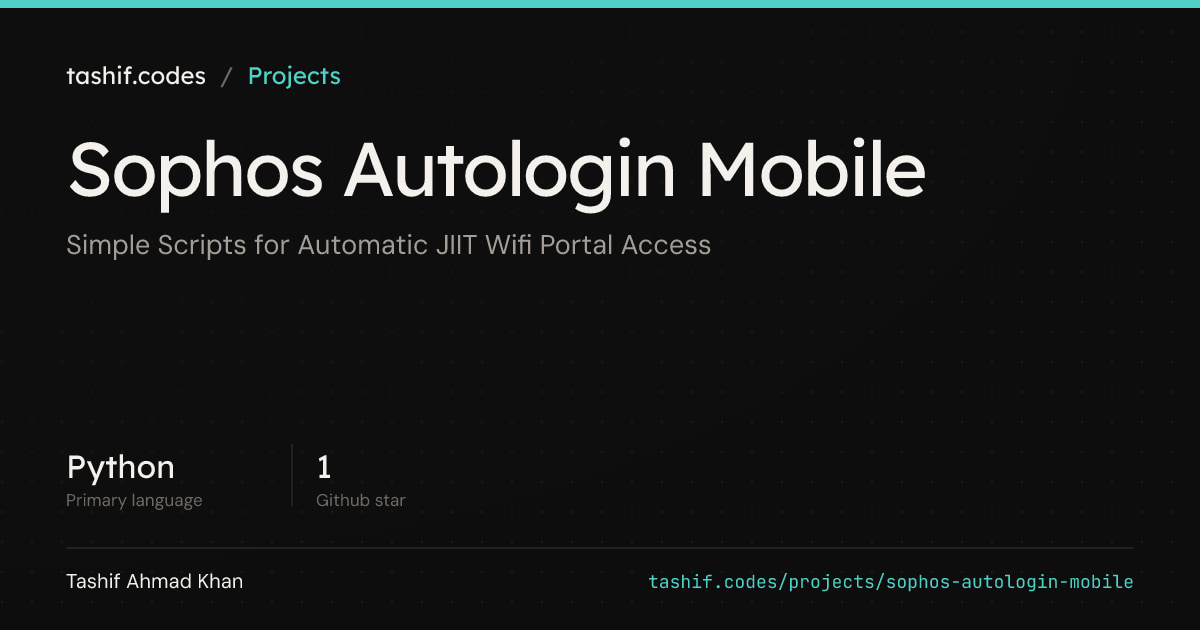 tashif.codes / Projects
Sophos Autologin Mobile
Simple Scripts for Automatic JIIT Wifi Portal Access
Python
Primary language
1
Github star
Tashif Ahmad Khan
tashif.codes/projects/sophos-autologin-mobile